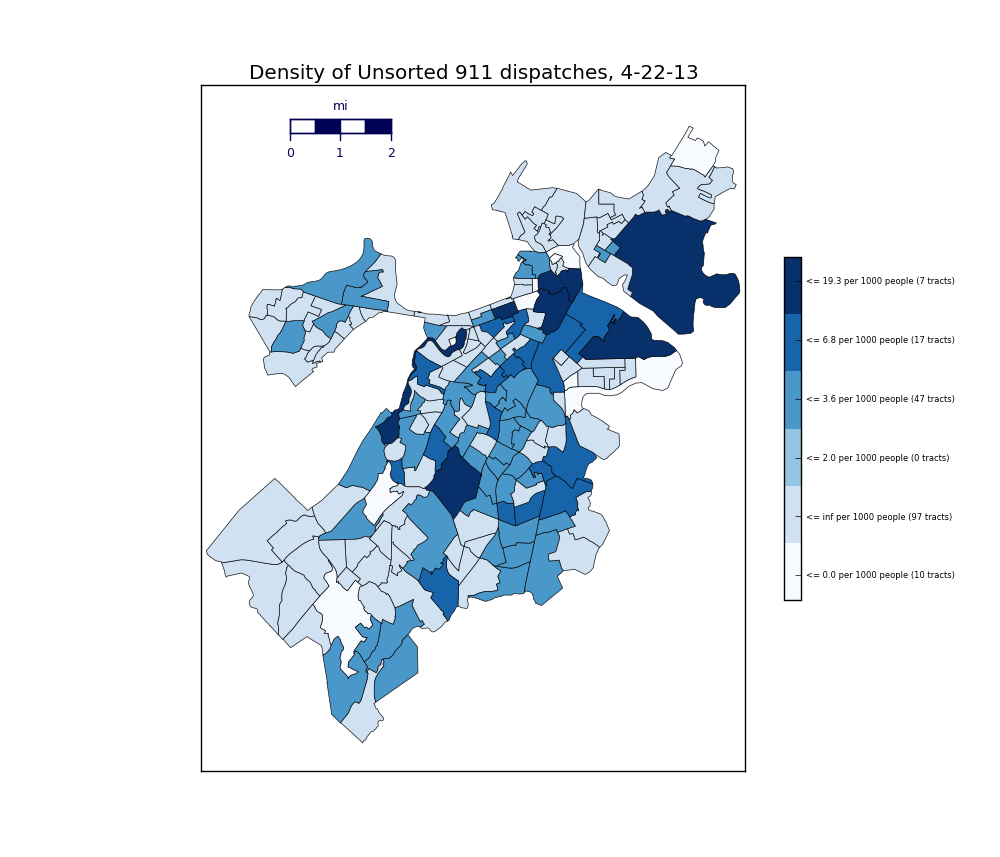 Density of Unsorted 911 dispatches, 4-22-13
mi
0 1 2
<= 19.3 per 1000 people (7 tracts)
<= 6.8 per 1000 people (17 tracts)
<= 3.6 per 1000 people (47 tracts)
<= 2.0 per 1000 people (0 tracts)
<= inf per 1000 people (97 tracts)
<= 0.0 per 1000 people (10 tracts)